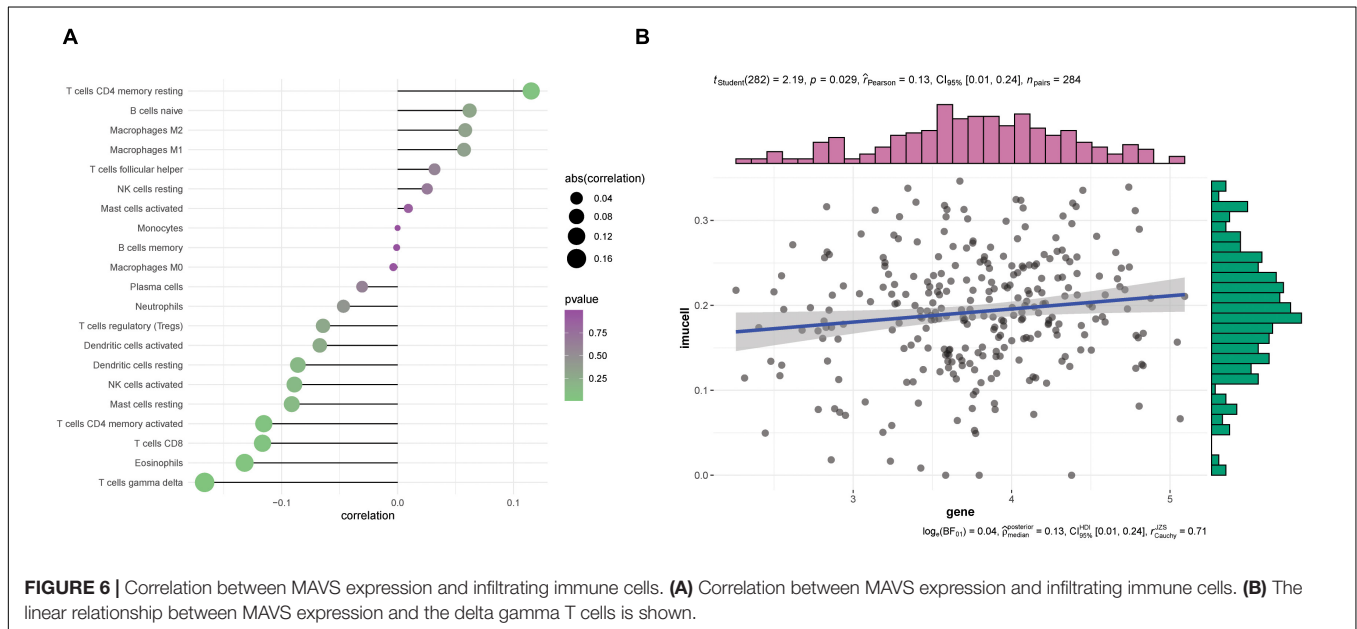 A
T cells CD4 memory resting
B cells naive
Macrophages M2
Macrophages M1
T cells follicular helper
NK cells resting
Mast cells activated
Monocytes
B cells memory
Macrophages M0
Plasma cells
Neutrophils
T cells regulatory (Tregs)
Dendritic cells activated
Dendritic cells resting
NK cells activated
Mast cells resting
T cells CD4 memory activated
T cells CD8
Eosinophils
T cells gamma delta
−0.1 0.0 0.1
correlation
abs(correlation)
0.04
0.08
0.12
0.16
pvalue
0.75
0.50
0.25
B
tStudent(282) = 2.19, p = 0.029, r̂Pearson = 0.13, CI95% [0.01, 0.24], npairs = 284
imucell
0.3
0.2
0.1
0.0
3 4 5
gene
loge(BF01) = 0.04, ρ̂ posterior median = 0.13, CI HDI 95% [0.01, 0.24], r JZS Cauchy = 0.71
FIGURE 6 | Correlation between MAVS expression and infiltrating immune cells. (A) Correlation between MAVS expression and infiltrating immune cells. (B) The
linear relationship between MAVS expression and the delta gamma T cells is shown.